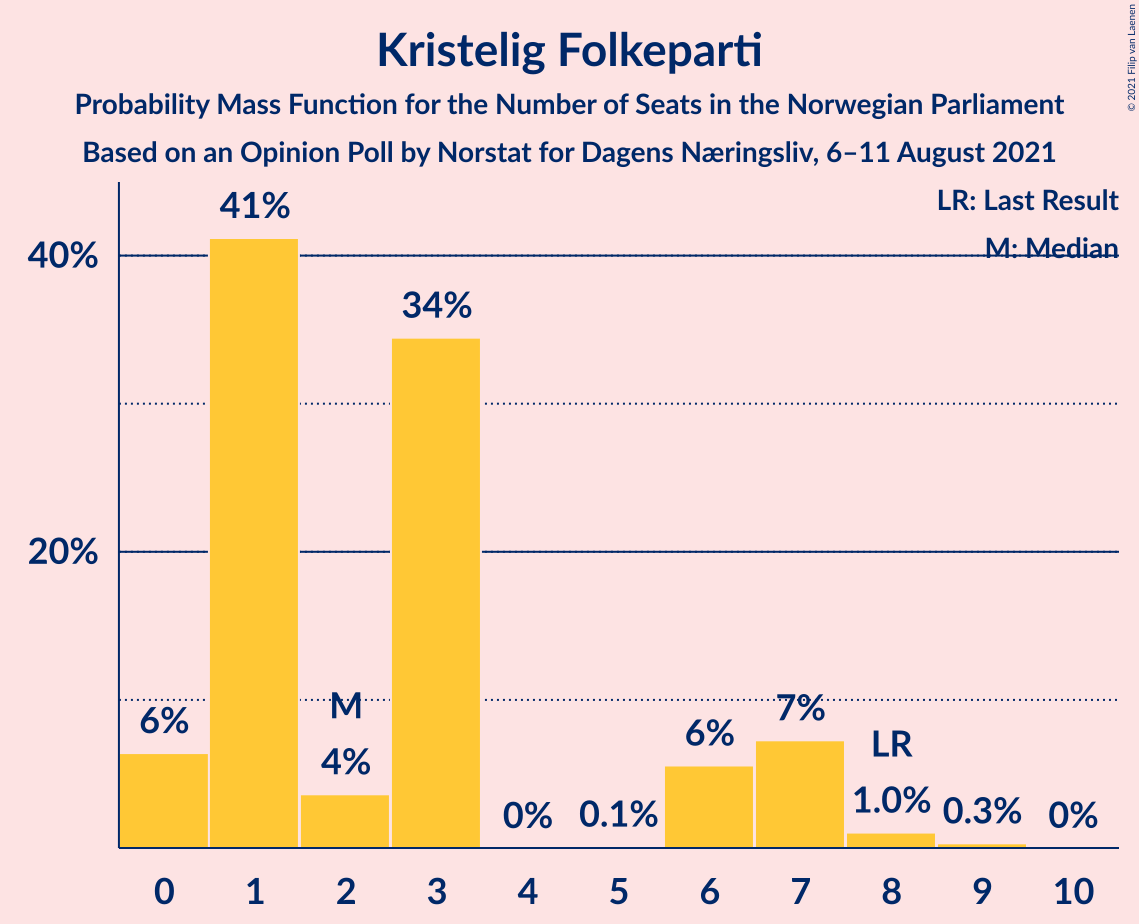 Kristelig Folkeparti
Probability Mass Function for the Number of Seats in the Norwegian Parliament
Based on an Opinion Poll by Norstat for Dagens Næringsliv, 6–11 August 2021
© 2021 Filip van Laenen
LR: Last Result
M: Median
40%
20%
6%
41%
M
4%
34%
0%
0.1%
6%
7%
LR
1.0%
0.3%
0%
0 1 2 3 4 5 6 7 8 9 10